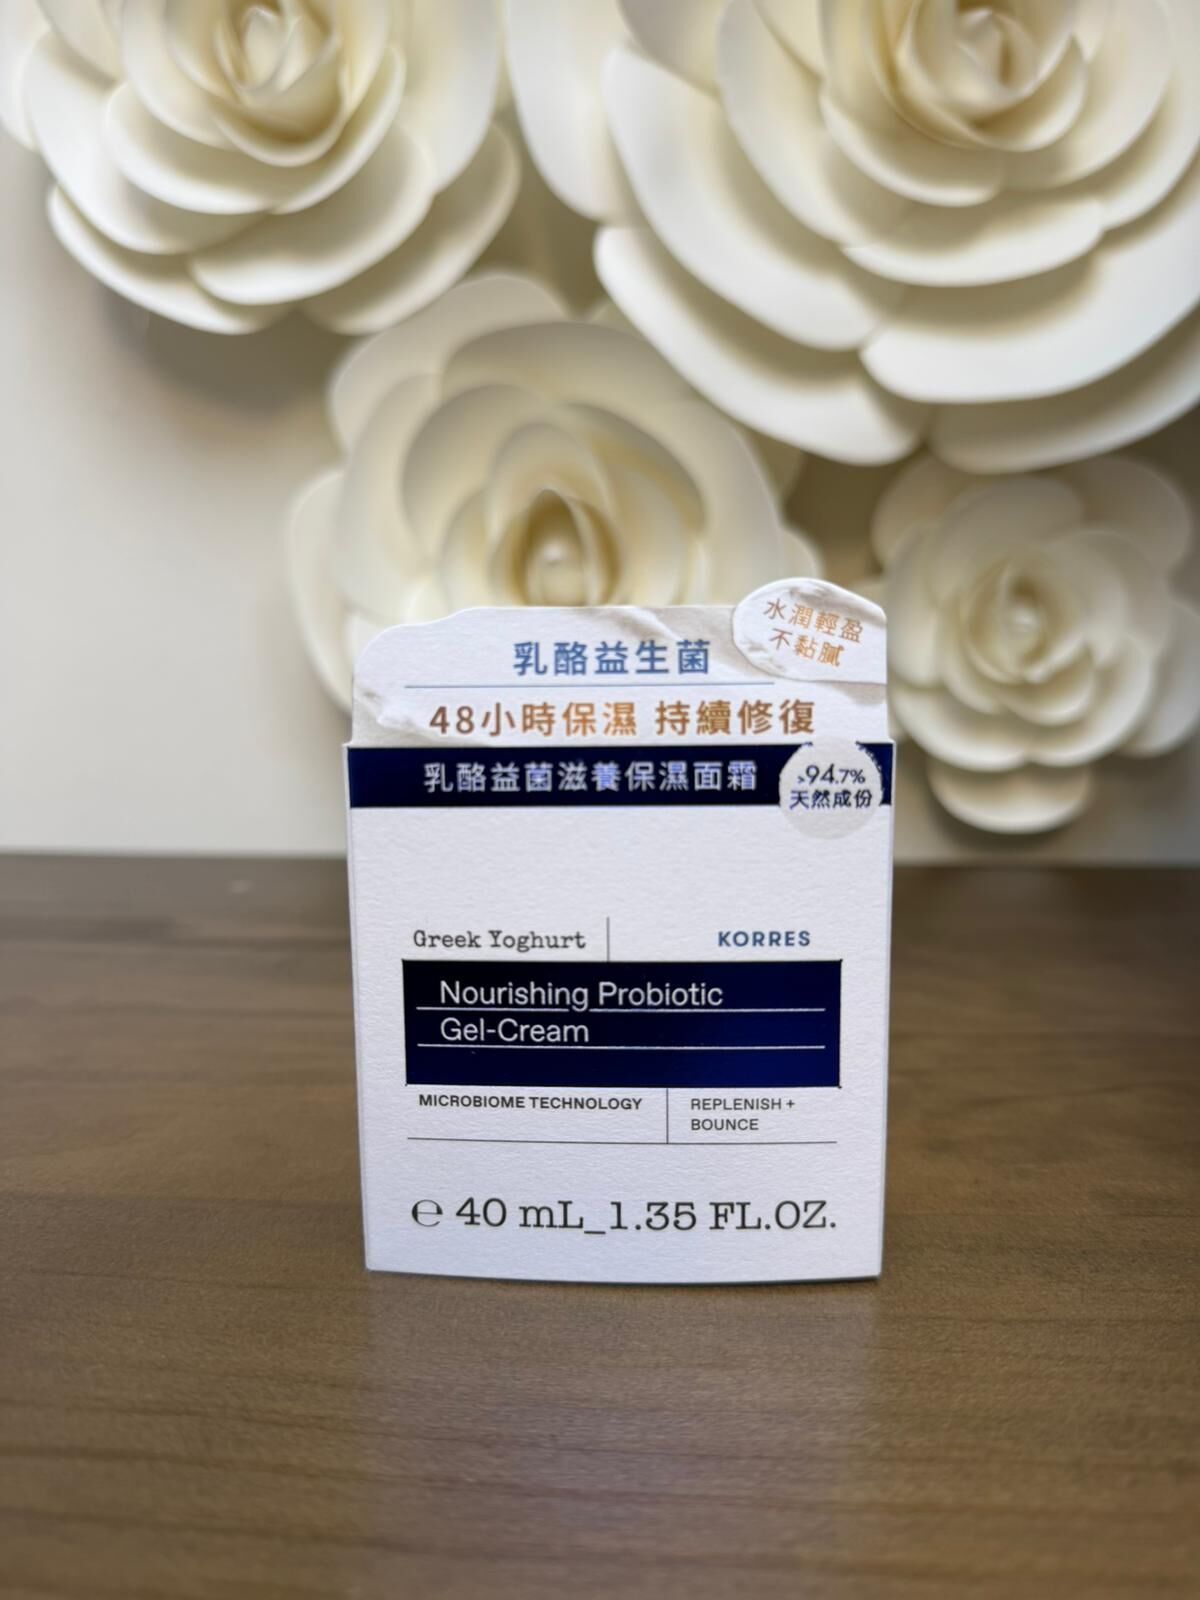 水潤輕盈
不黏膩
乳酪益生菌
48小時保濕 持續修復
乳酪益菌滋養保濕面霜
>94.7%
天然成份
Greek Yoghurt
KORRES
Nourishing Probiotic
Gel-Cream
MICROBIOME TECHNOLOGY
REPLENISH +
BOUNCE
℮ 40 mL_1.35 FL.OZ.